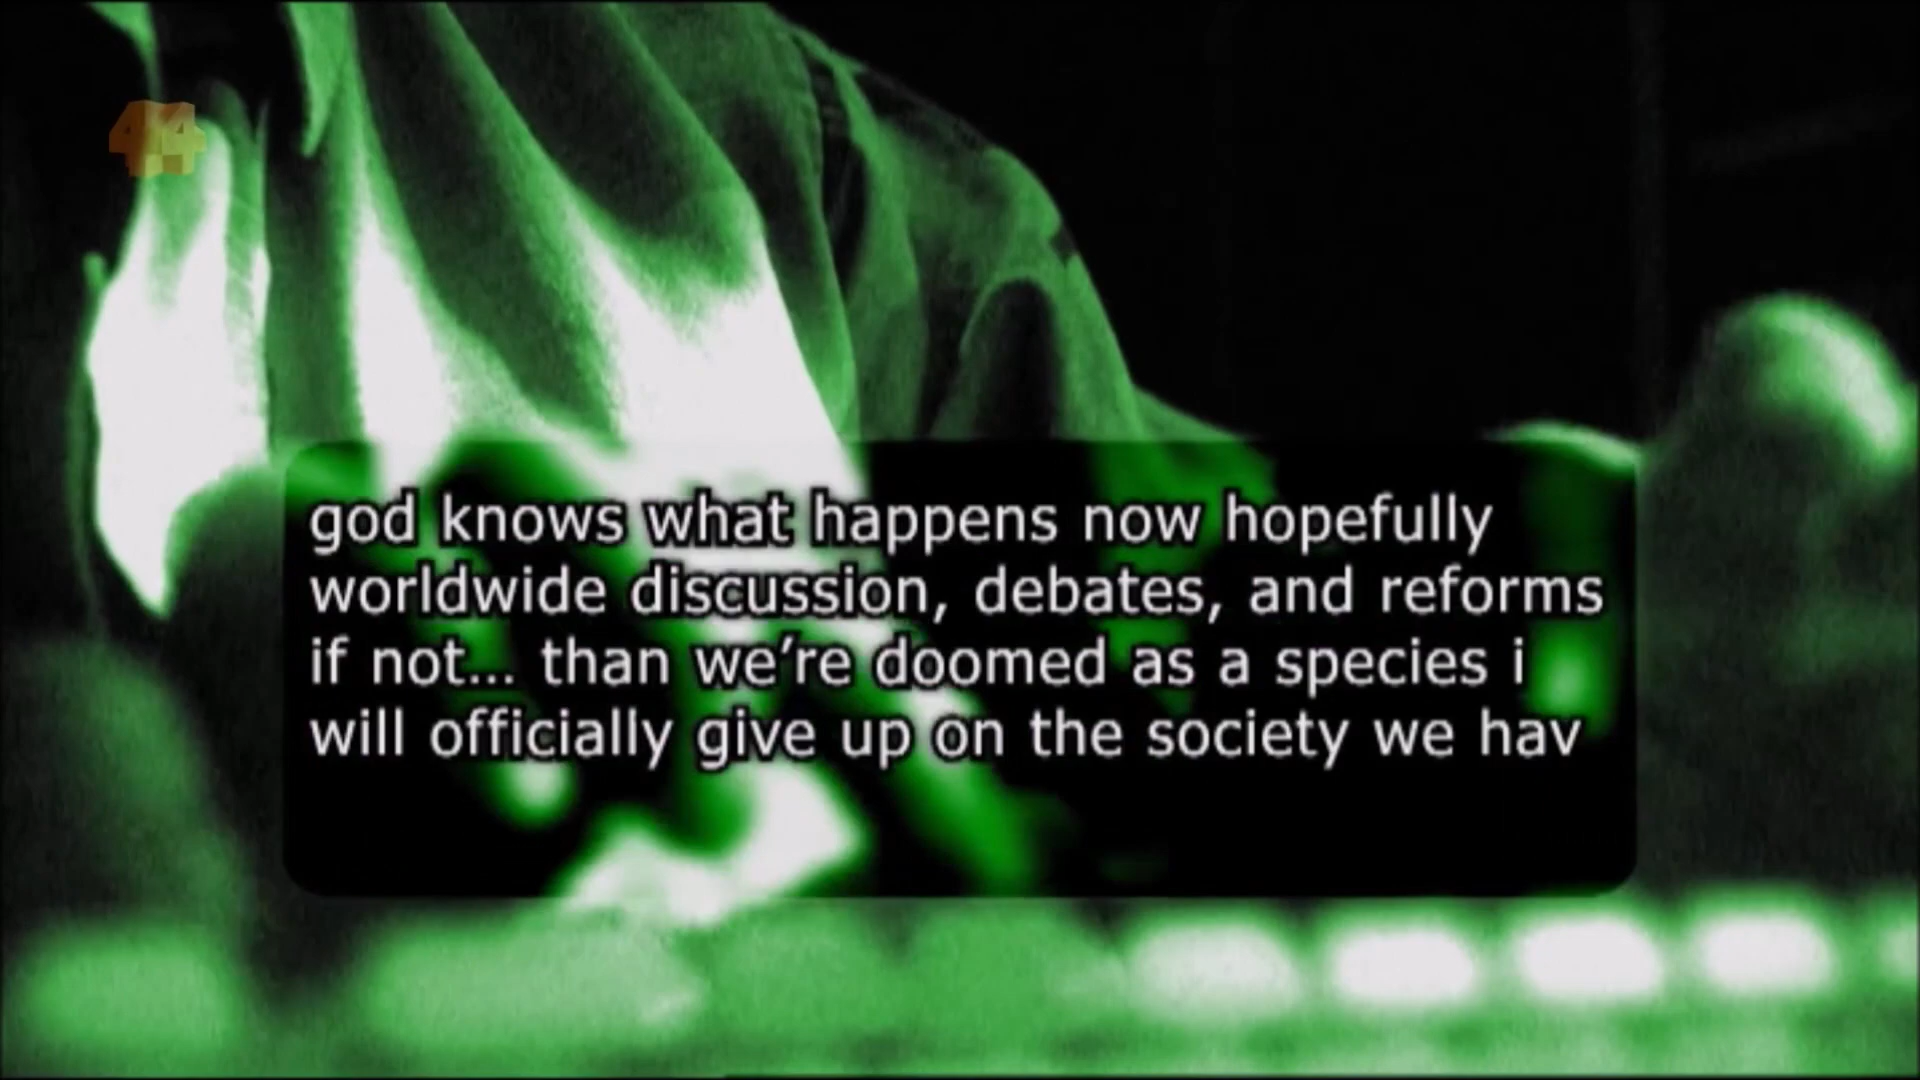 god knows what happens now hopefully
worldwide discussion, debates, and reforms
if not... than we're doomed as a species i
will officially give up on the society we hav